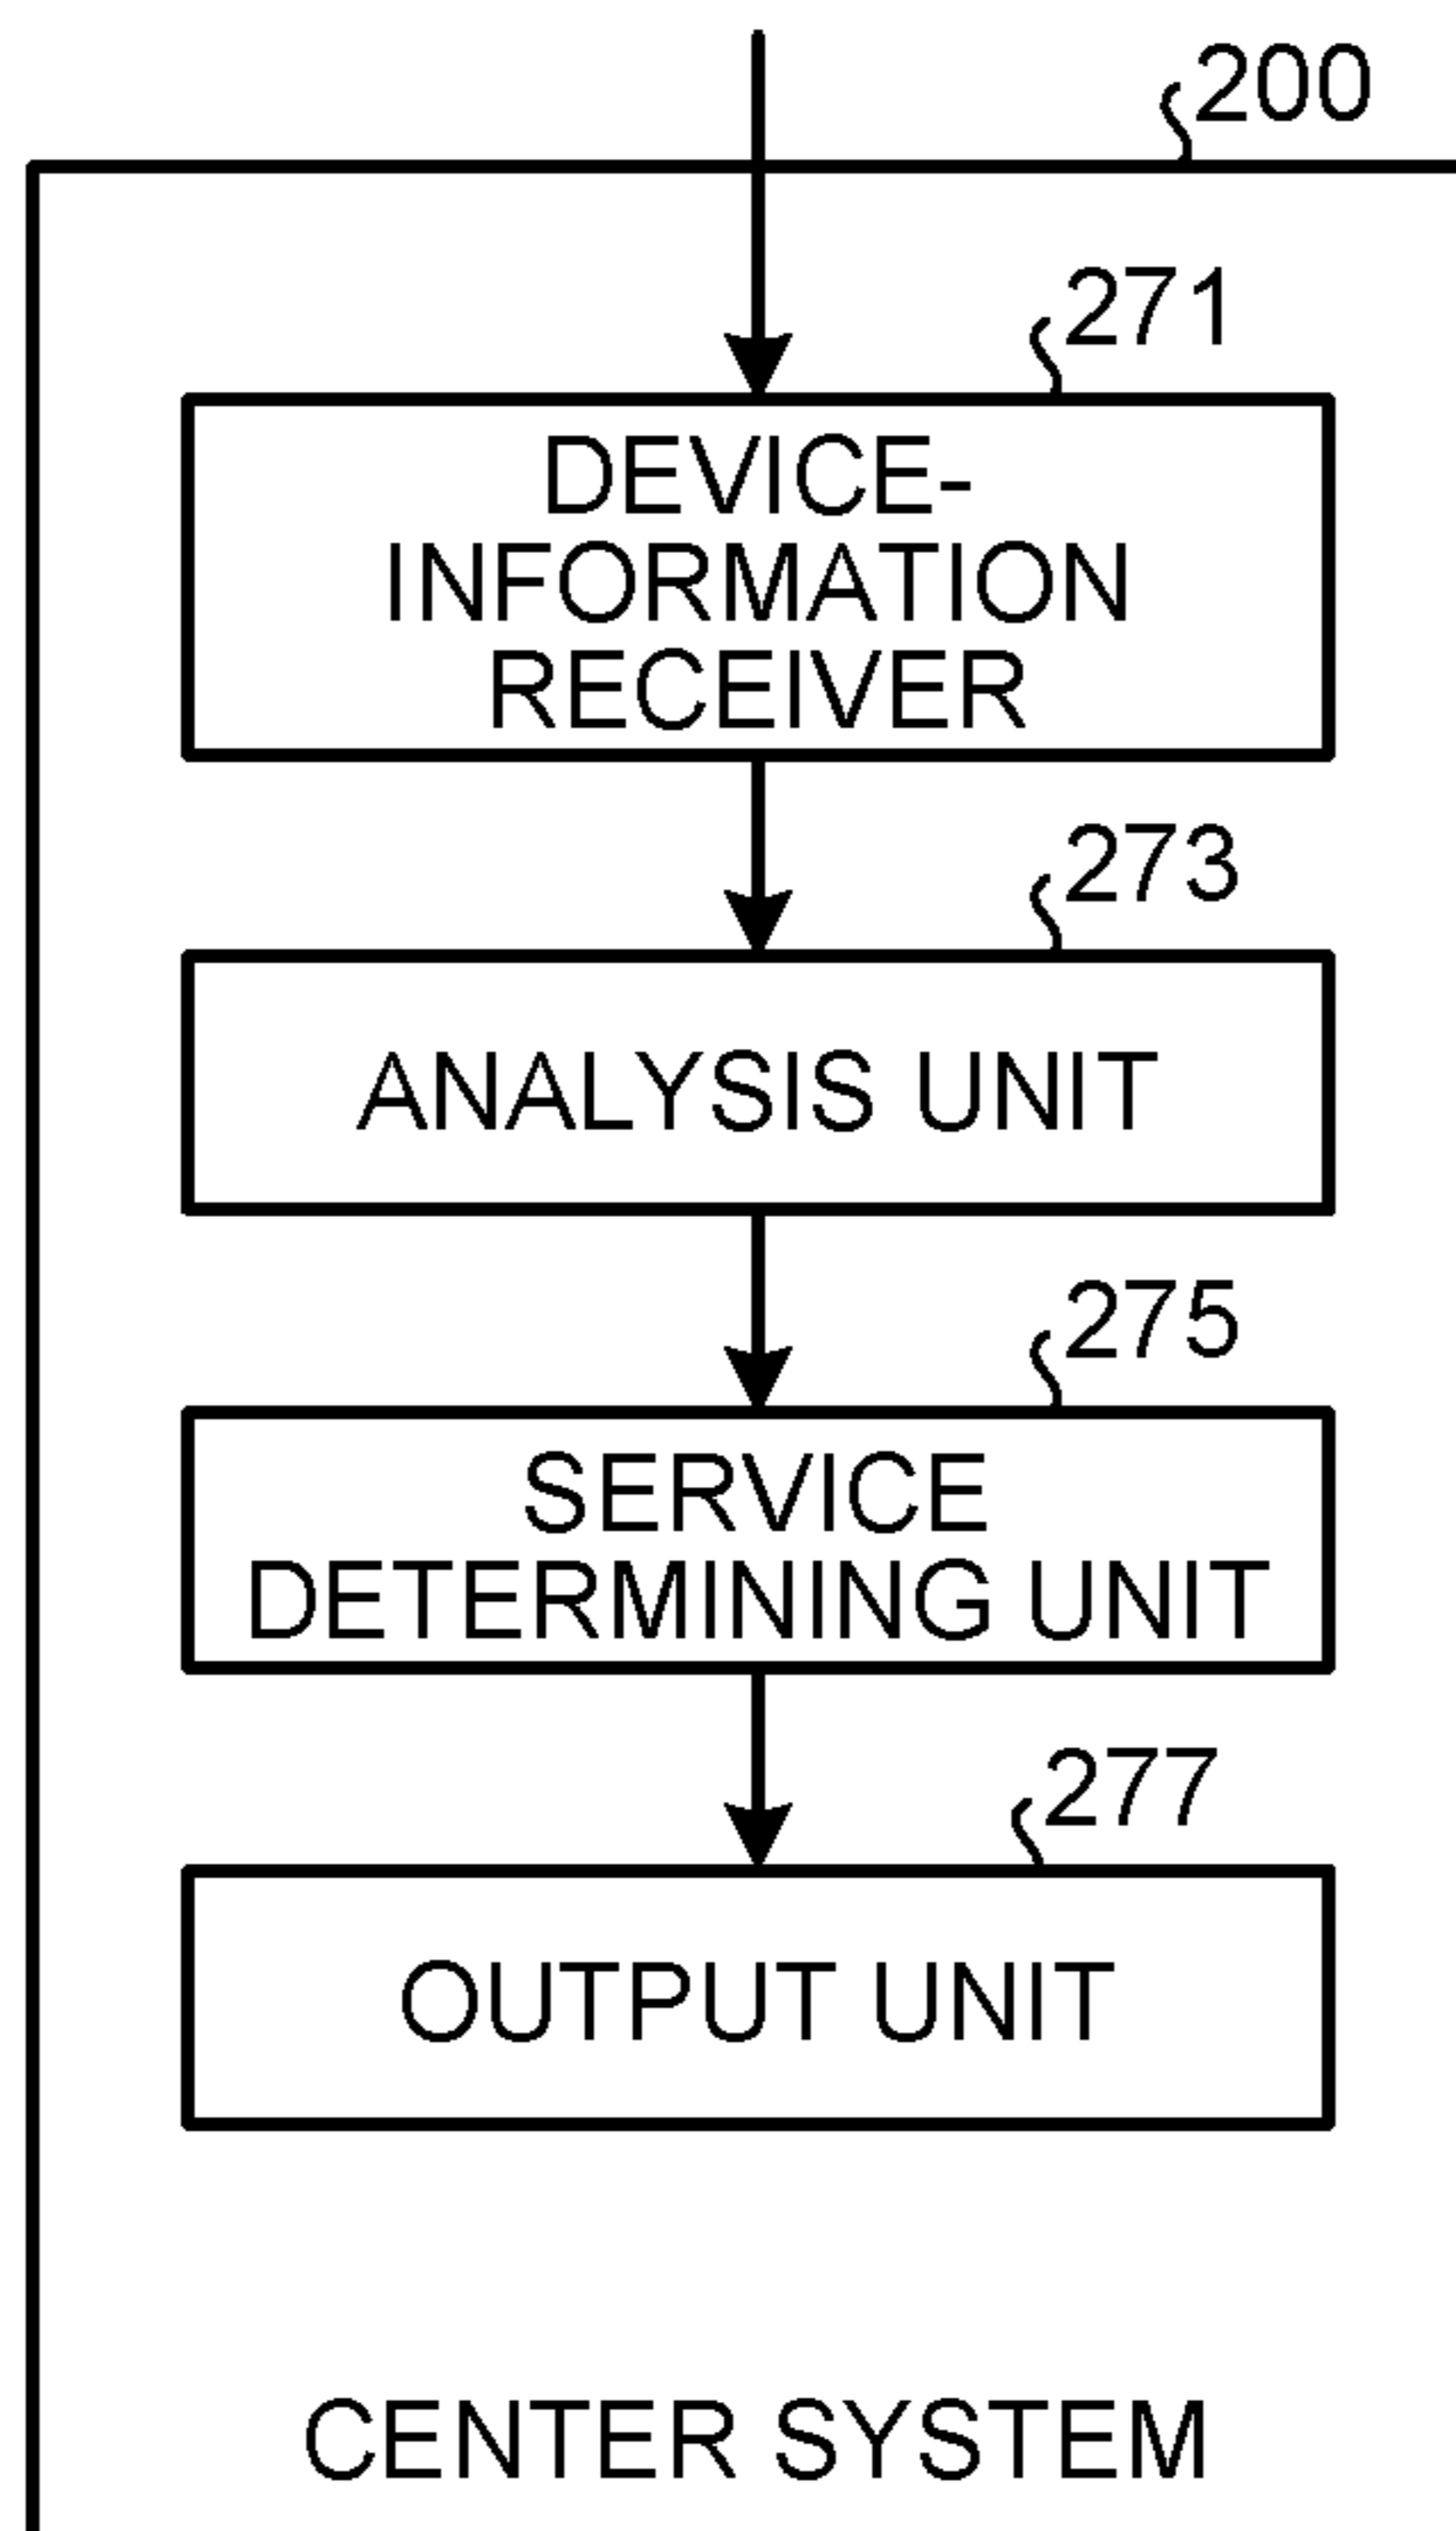 200
271
DEVICE-
INFORMATION
RECEIVER
273
ANALYSIS UNIT
275
SERVICE
DETERMINING UNIT
277
OUTPUT UNIT
CENTER SYSTEM